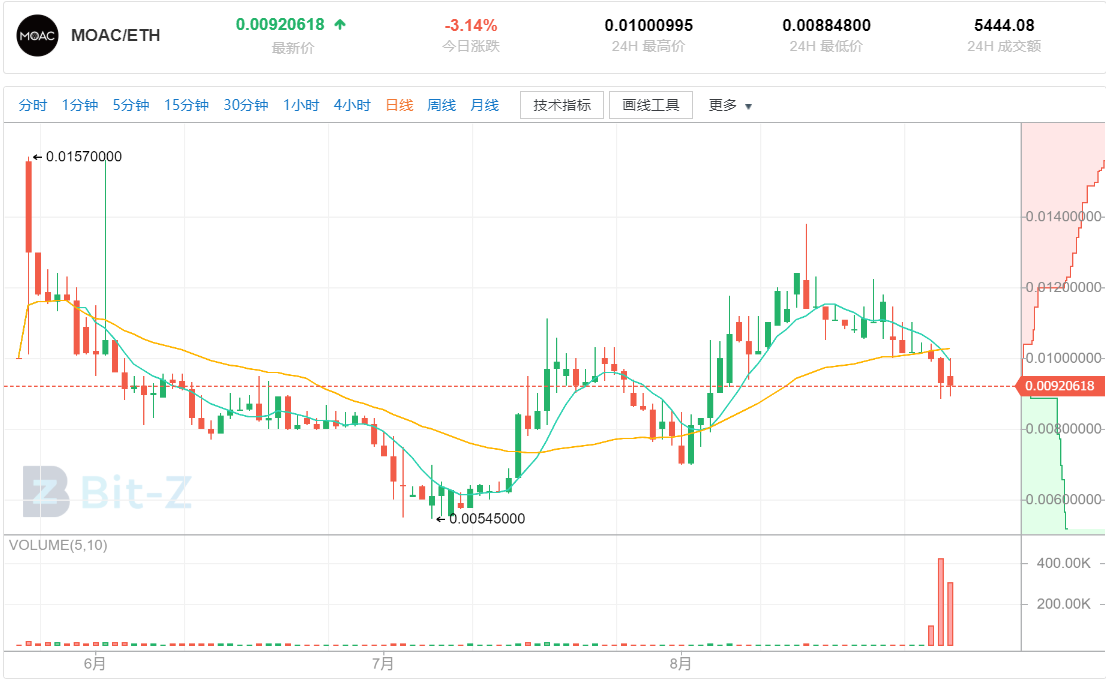 MOAC
MOAC/ETH
0.00920618
最新价
-3.14%
今日涨跌
0.01000995
24H 最高价
0.00884800
24H 最低价
5444.08
24H 成交额
分时 1分钟 5分钟 15分钟 30分钟 1小时 4小时 日线 周线 月线 技术指标 画线工具 更多
0.01570000
0.01400000
0.01200000
0.01000000
0.00920618
0.00800000
0.00600000
Bit-Z
0.00545000
VOLUME(5,10)
400.00K
200.00K
6月 7月 8月